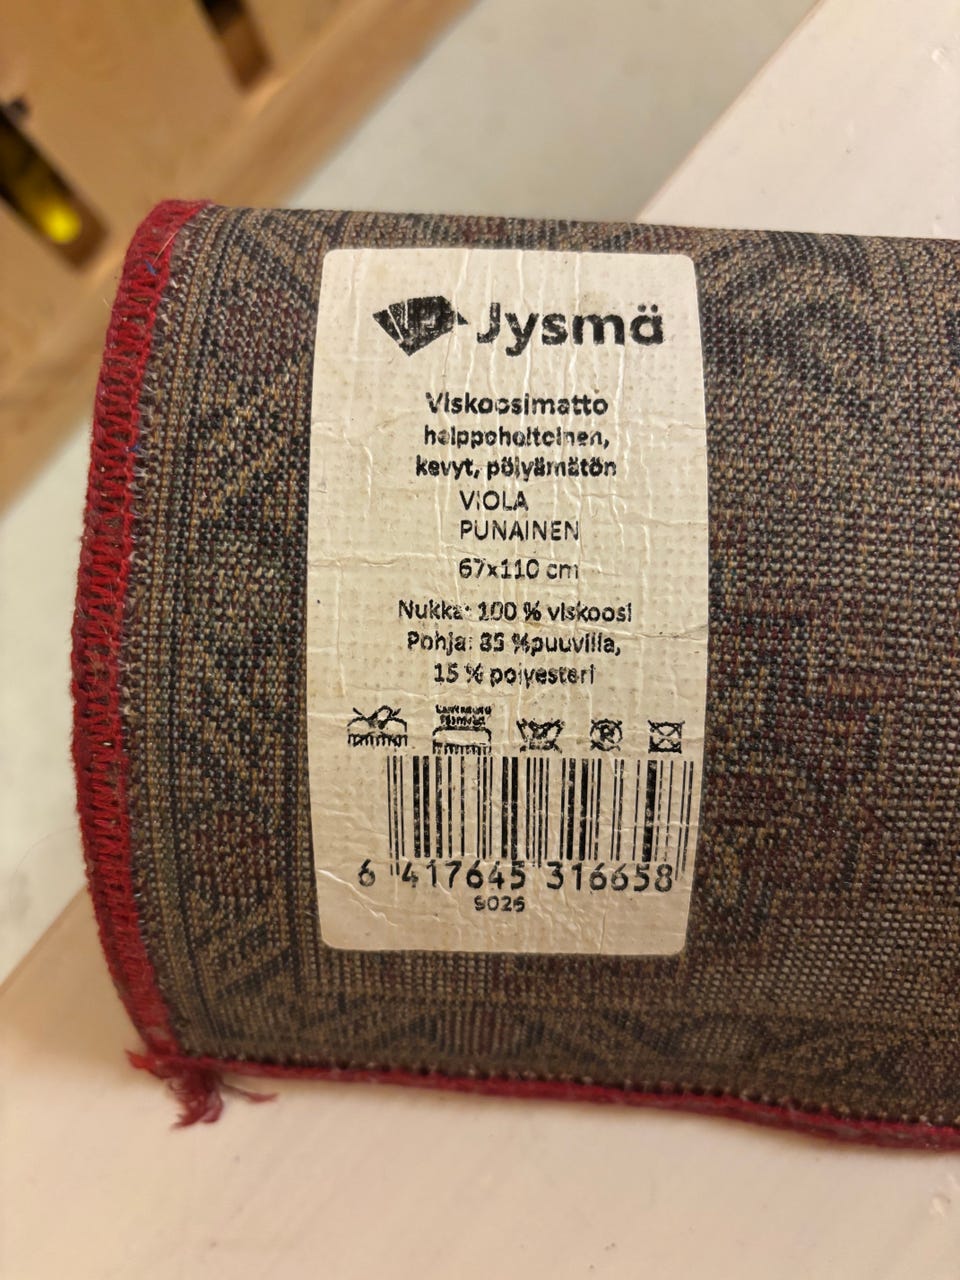 Jysmä
Viskoosimatto
helppohoitoinen,
kevyt, pölyämätön
VIOLA
PUNAINEN
67x110 cm
Nukka: 100 % viskoosi
Pohja: 85 %puuvilla,
15 % polyesteri
6 417645 316658
9026